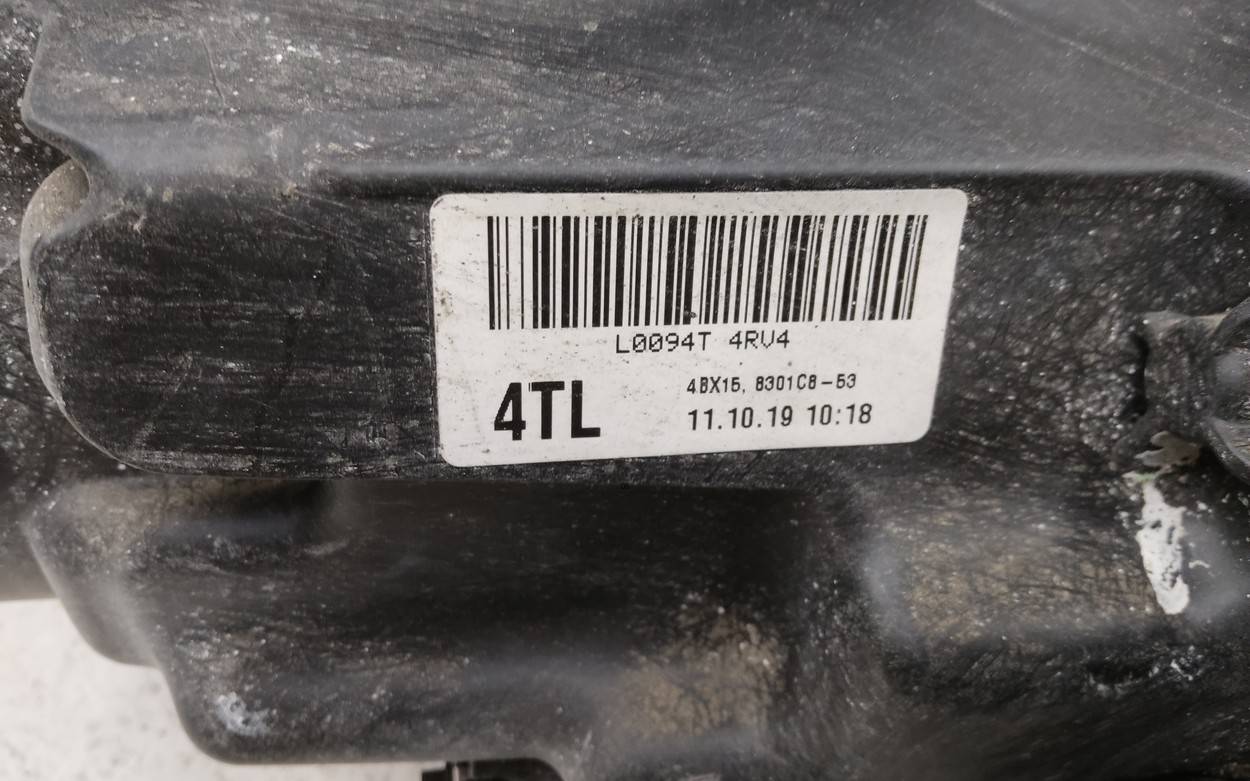 L0094T 4RV4
4TL
4BX15, 8301C8-53
11.10.19 10:18